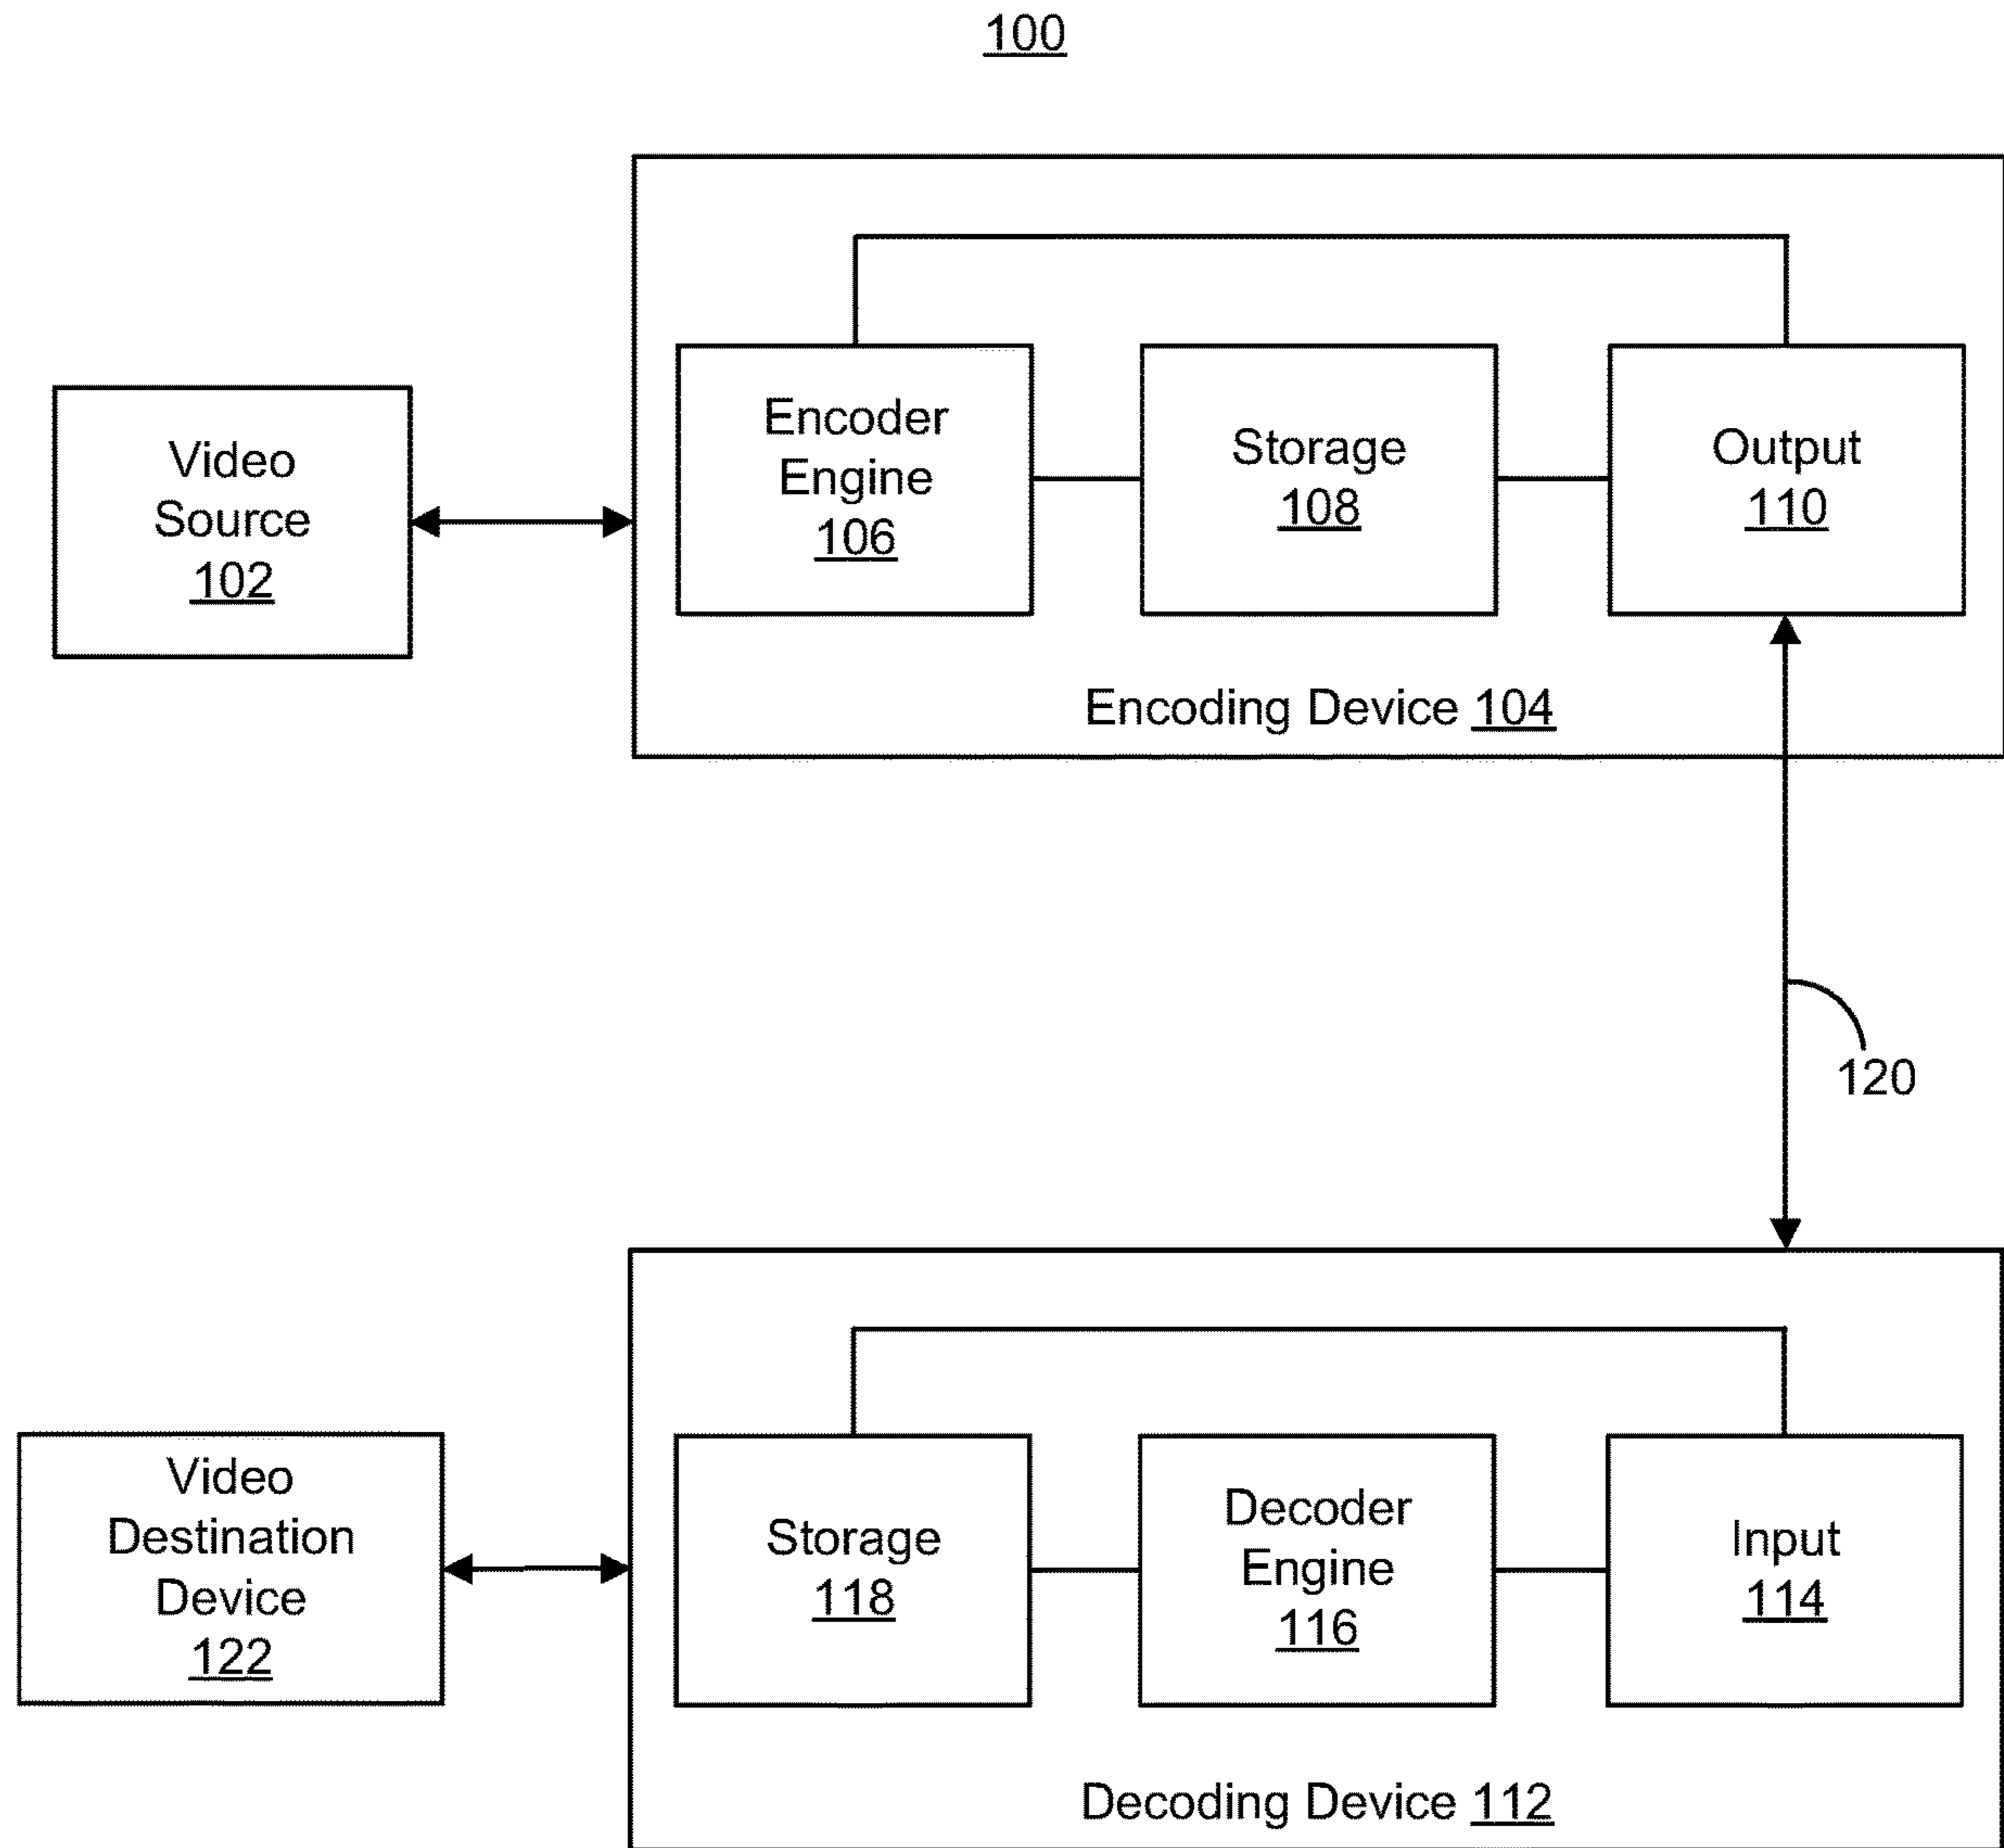 100
Video
Source
102
Encoder
Engine
106
Storage
108
Output
110
Encoding Device 104
120
Video
Destination
Device
122
Storage
118
Decoder
Engine
116
Input
114
Decoding Device 112